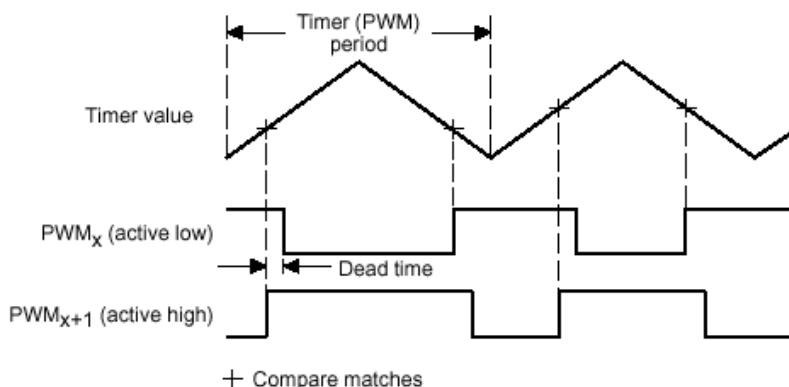 Timer (PWM)
period
Timer value
PWMx (active low)
Dead time
PWMx+1 (active high)
Compare matches